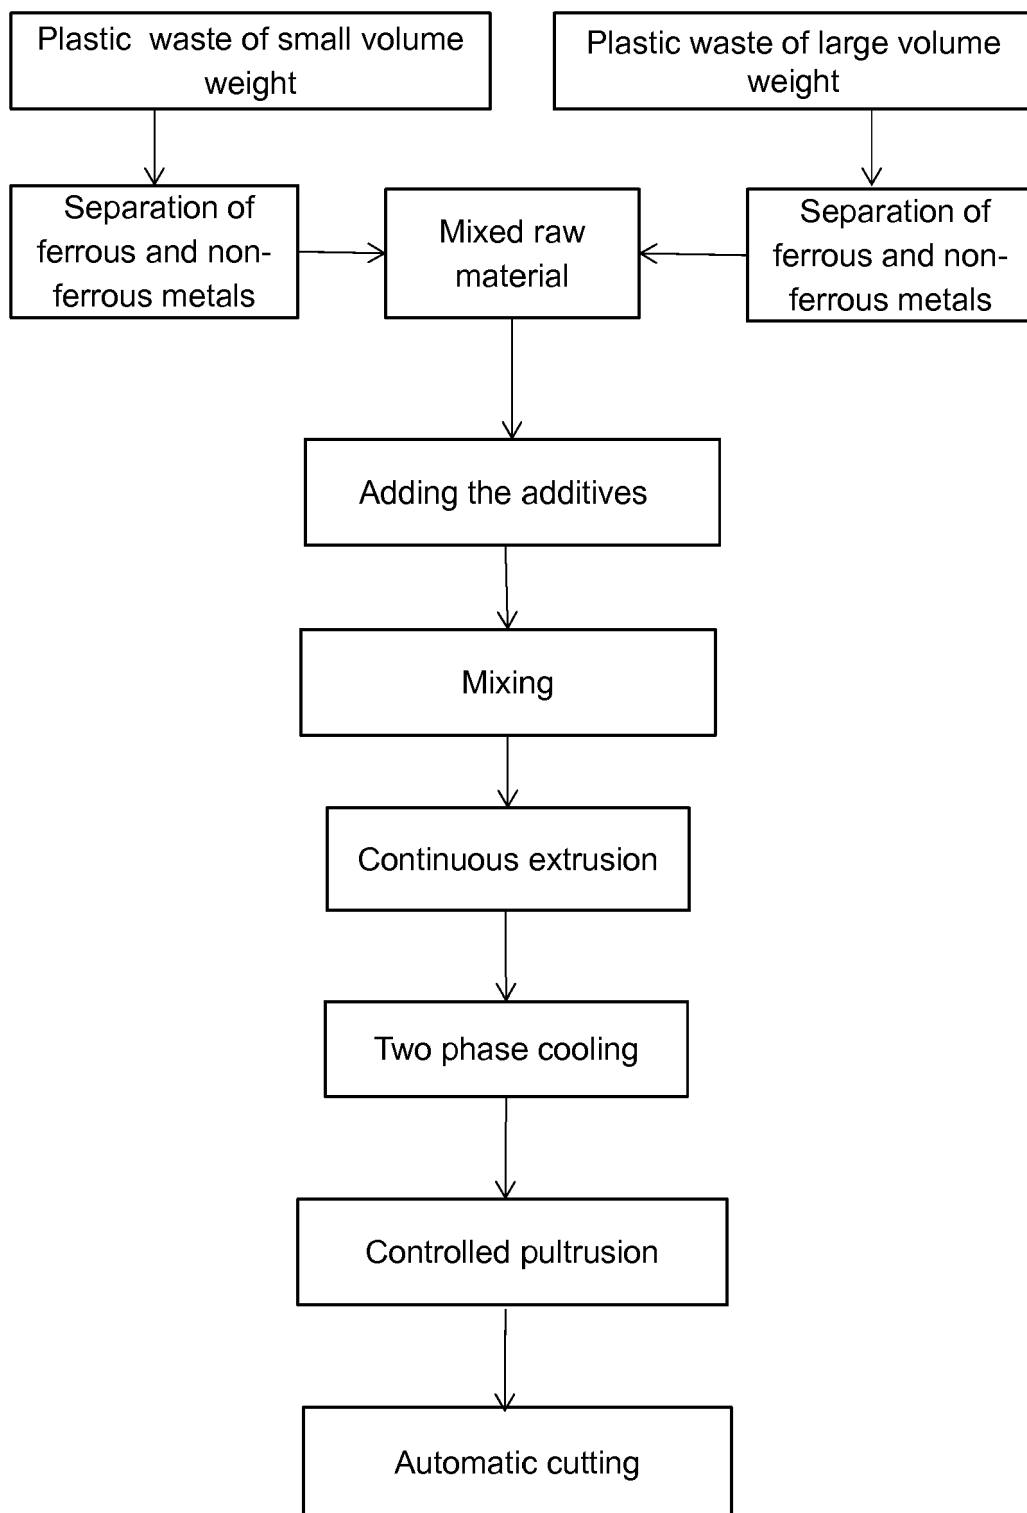 Plastic waste of small volume
weight
Plastic waste of large volume
weight
Separation of
ferrous and non-
ferrous metals
Mixed raw
material
Separation of
ferrous and non-
ferrous metals
Adding the additives
Mixing
Continuous extrusion
Two phase cooling
Controlled pultrusion
Automatic cutting